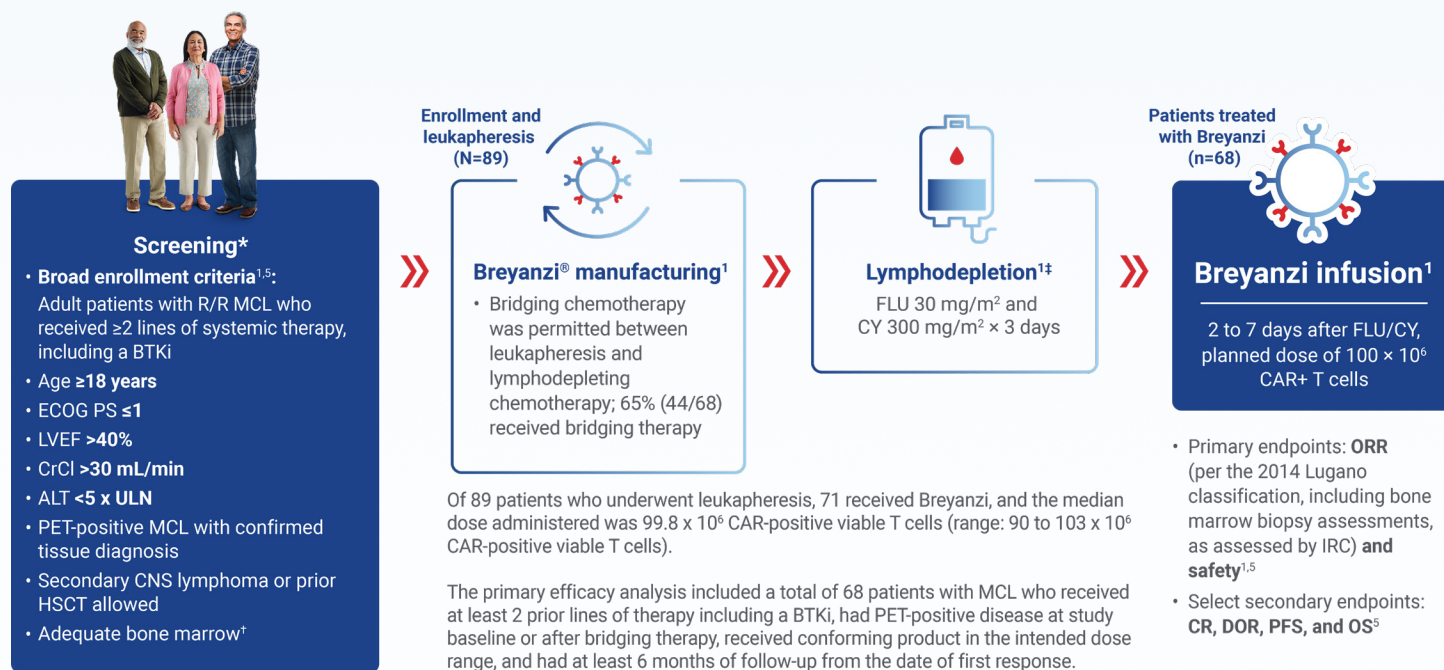 Screening*
• Broad enrollment criteria¹,⁵:
Adult patients with R/R MCL who
received ≥2 lines of systemic therapy,
including a BTKi
• Age ≥18 years
• ECOG PS ≤1
• LVEF >40%
• CrCl >30 mL/min
• ALT <5 x ULN
• PET-positive MCL with confirmed
tissue diagnosis
• Secondary CNS lymphoma or prior
HSCT allowed
• Adequate bone marrow†
Enrollment and
leukapheresis
(N=89)
Breyanzi® manufacturing¹
• Bridging chemotherapy
was permitted between
leukapheresis and
lymphodepleting
chemotherapy; 65% (44/68)
received bridging therapy
Lymphodepletion¹‡
FLU 30 mg/m² and
CY 300 mg/m² × 3 days
Of 89 patients who underwent leukapheresis, 71 received Breyanzi, and the median
dose administered was 99.8 x 10⁶ CAR-positive viable T cells (range: 90 to 103 x 10⁶
CAR-positive viable T cells).
The primary efficacy analysis included a total of 68 patients with MCL who received
at least 2 prior lines of therapy including a BTKi, had PET-positive disease at study
baseline or after bridging therapy, received conforming product in the intended dose
range, and had at least 6 months of follow-up from the date of first response.
Patients treated
with Breyanzi
(n=68)
Breyanzi infusion¹
2 to 7 days after FLU/CY,
planned dose of 100 × 10⁶
CAR+ T cells
• Primary endpoints: ORR
(per the 2014 Lugano
classification, including bone
marrow biopsy assessments,
as assessed by IRC) and
safety¹,⁵
• Select secondary endpoints:
CR, DOR, PFS, and OS⁵